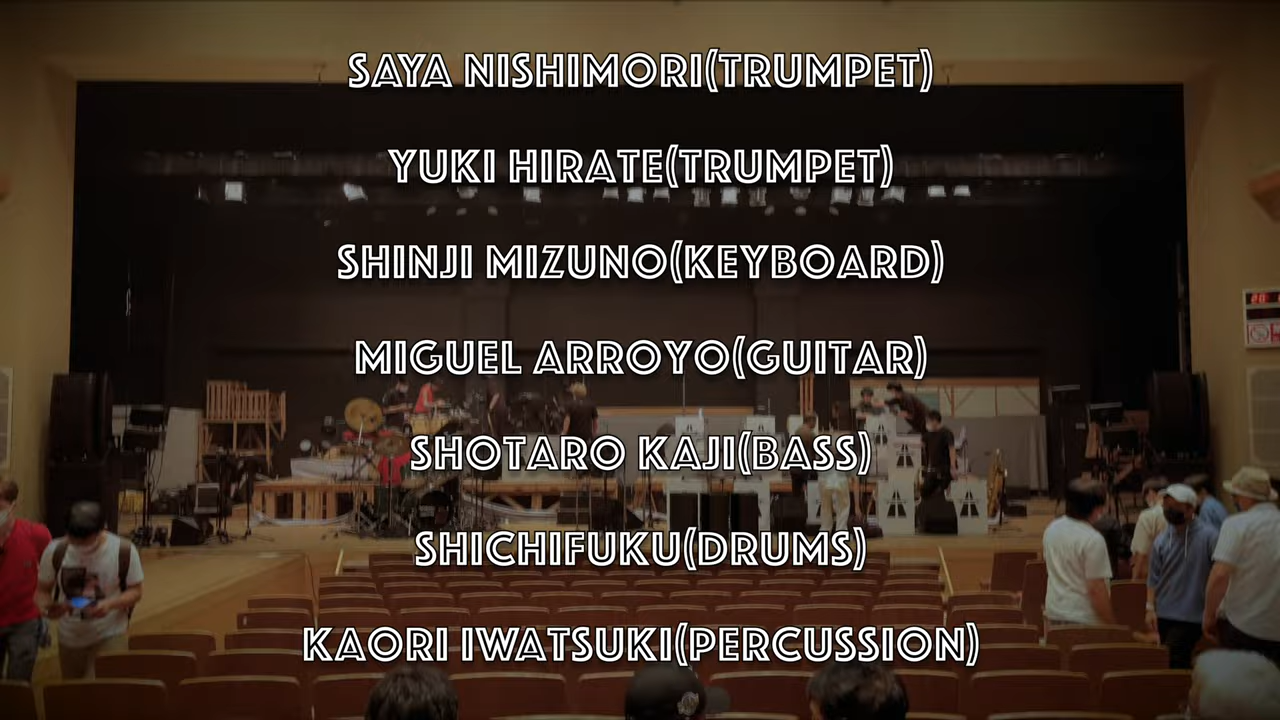 SAYA NISHIMORI(TRUMPET)
YUKI HIRATE(TRUMPET)
SHINJI MIZUNO(KEYBOARD)
MIGUEL ARROYO(GUITAR)
SHOTARO KAJI(BASS)
SHICHIFUKU(DRUMS)
KAORI IWATSUKI(PERCUSSION)